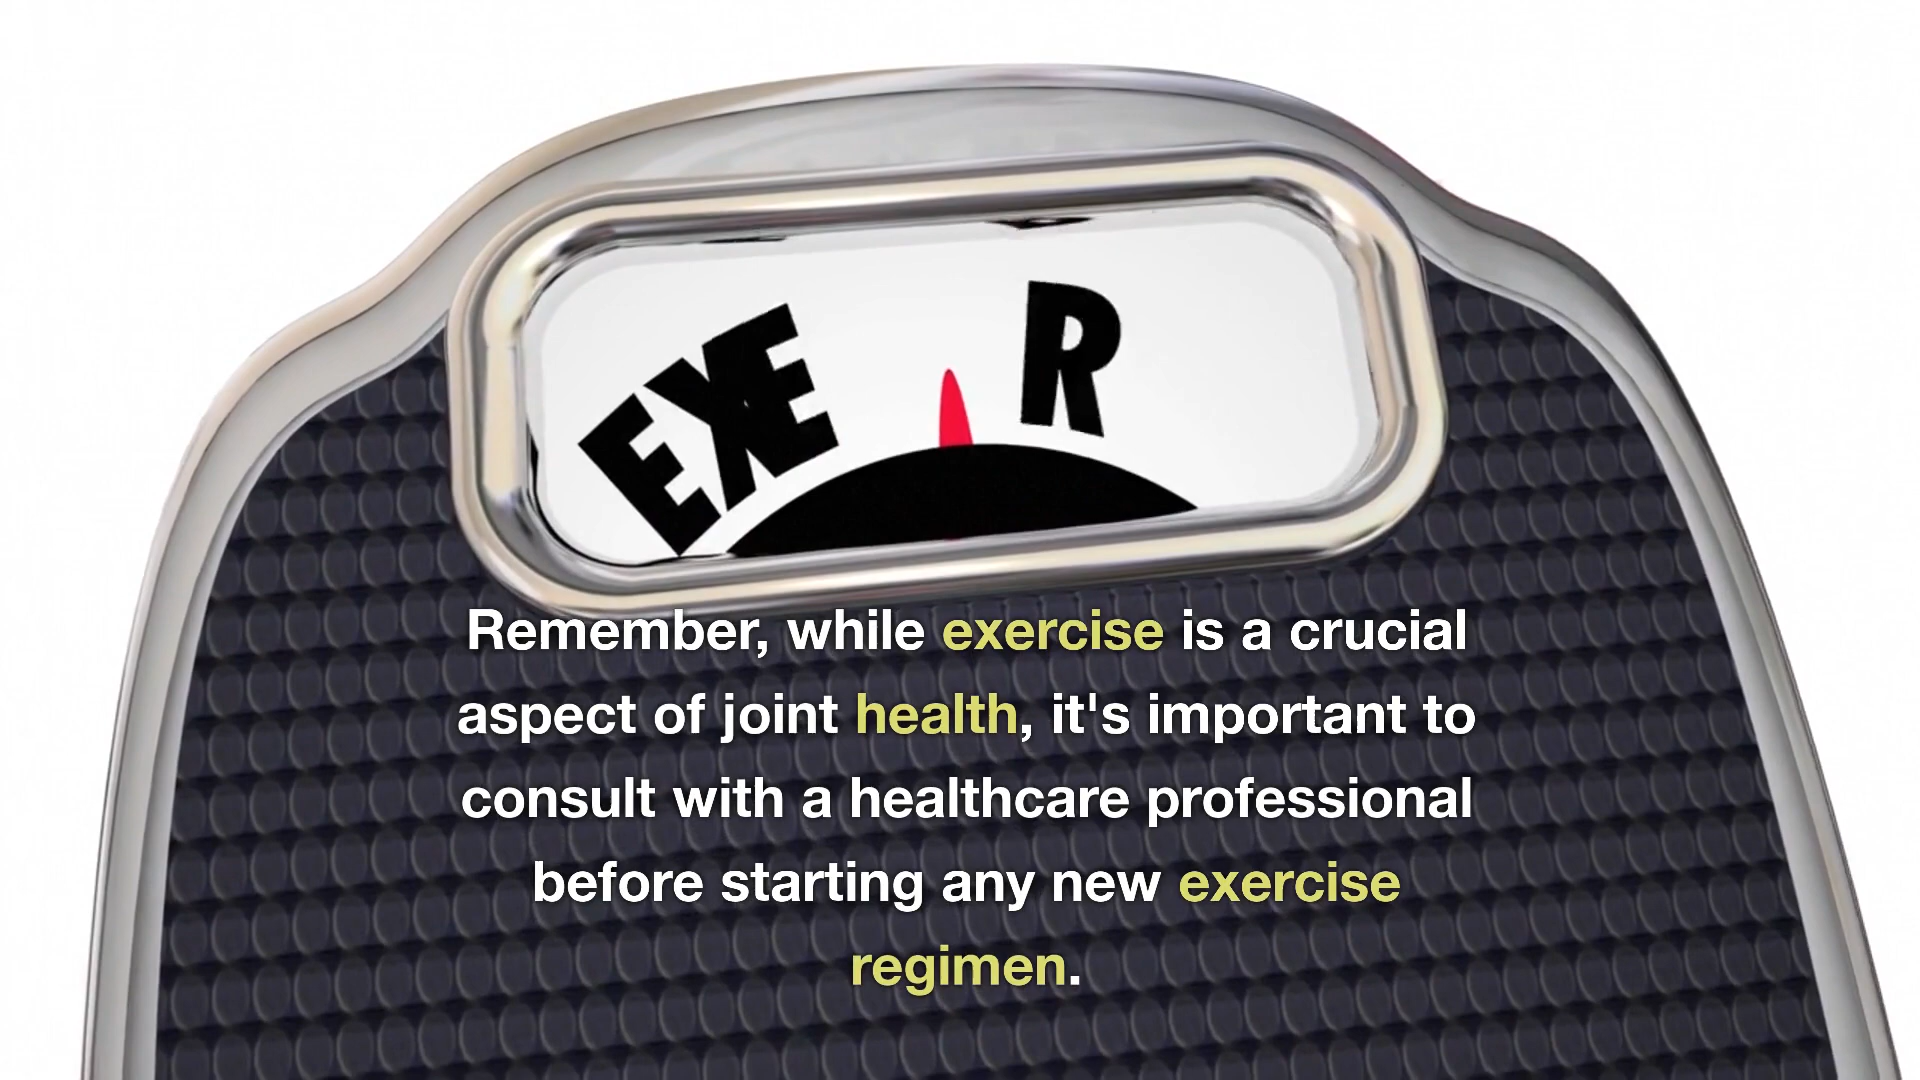 EXE R
Remember, while exercise is a crucial
aspect of joint health, it's important to
consult with a healthcare professional
before starting any new exercise
regimen.